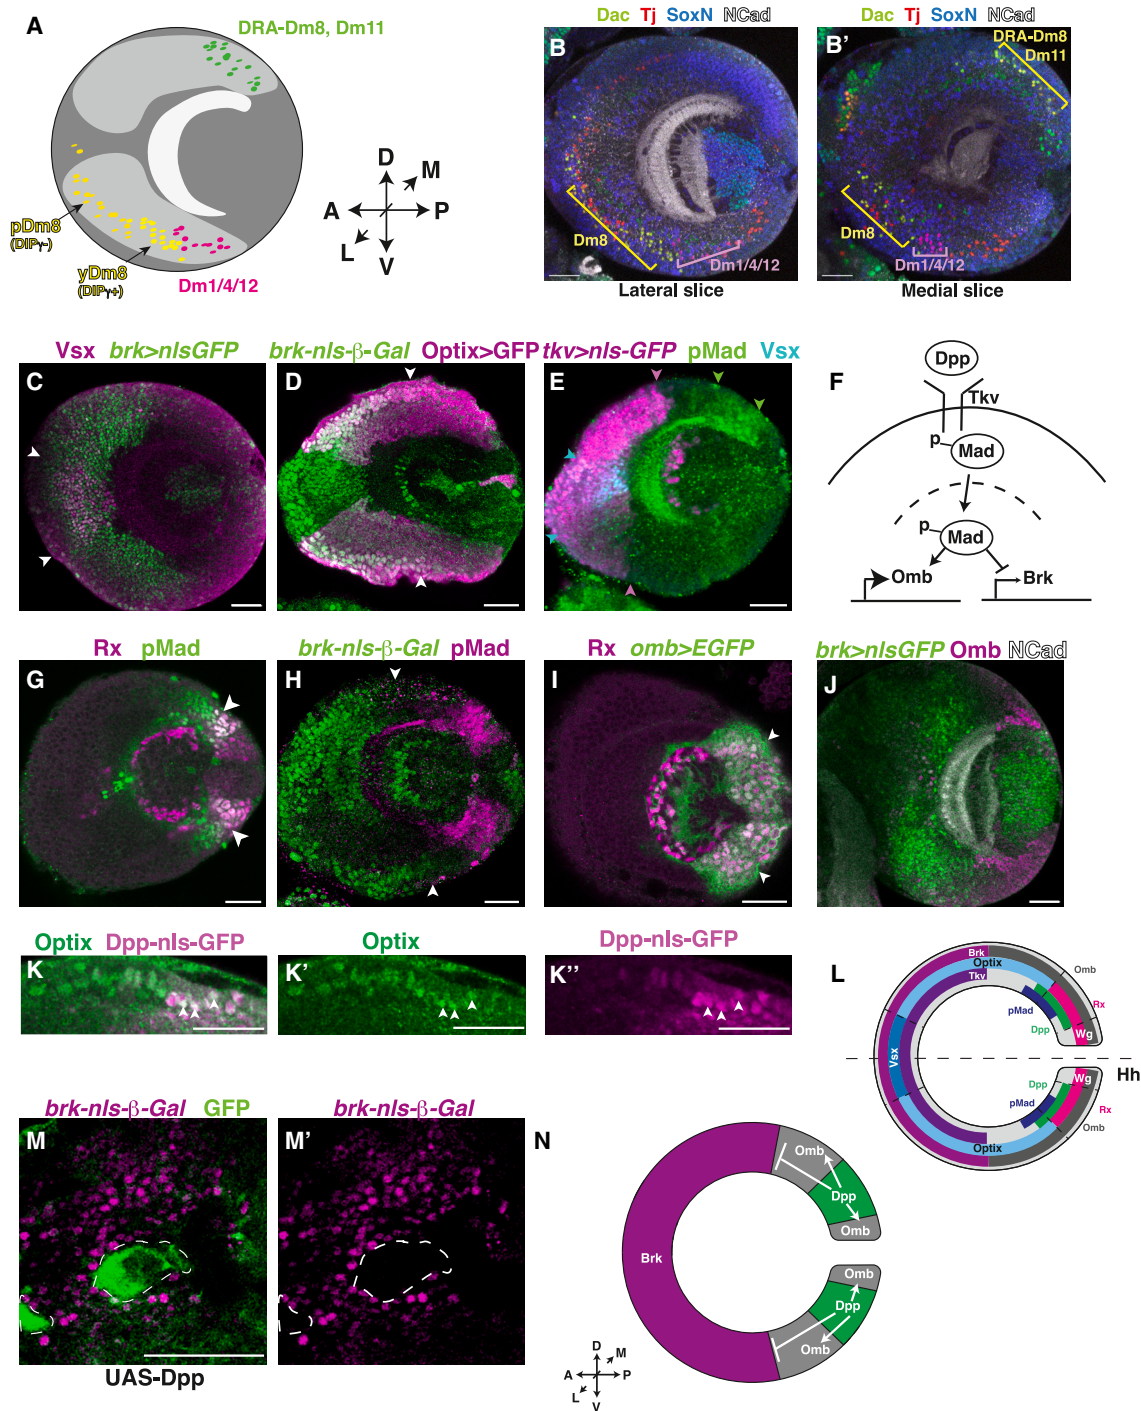 A
DRA-Dm8, Dm11
pDm8
(DIPγ-)
yDm8
(DIPγ+)
Dm1/4/12
D
M
A
P
L
V
Dac Tj SoxN NCad
B
Dm8
Dm1/4/12
Lateral slice
Dac Tj SoxN NCad
B’
DRA-Dm8
Dm11
Dm8
Dm1/4/12
Medial slice
Vsx brk>nlsGFP
C
brk-nls-β-Gal Optix>GFP
D
tkv>nls-GFP pMad Vsx
E
F
Dpp
Tkv
p
Mad
p
Mad
Omb
Brk
Rx pMad
G
brk-nls-β-Gal pMad
H
Rx omb>EGFP
I
brk>nlsGFP Omb NCad
J
Optix Dpp-nls-GFP
K
Optix
K’
Dpp-nls-GFP
K’’
L
Brk
Optix
Tkv
Omb
Rx
pMad
Dpp
Wg
Vsx
Hh
Dpp
Wg
pMad
Rx
Omb
Optix
brk-nls-β-Gal GFP
M
UAS-Dpp
brk-nls-β-Gal
M’
N
Omb
Dpp
Omb
Brk
Omb
Dpp
Omb
D
M
A
P
L
V